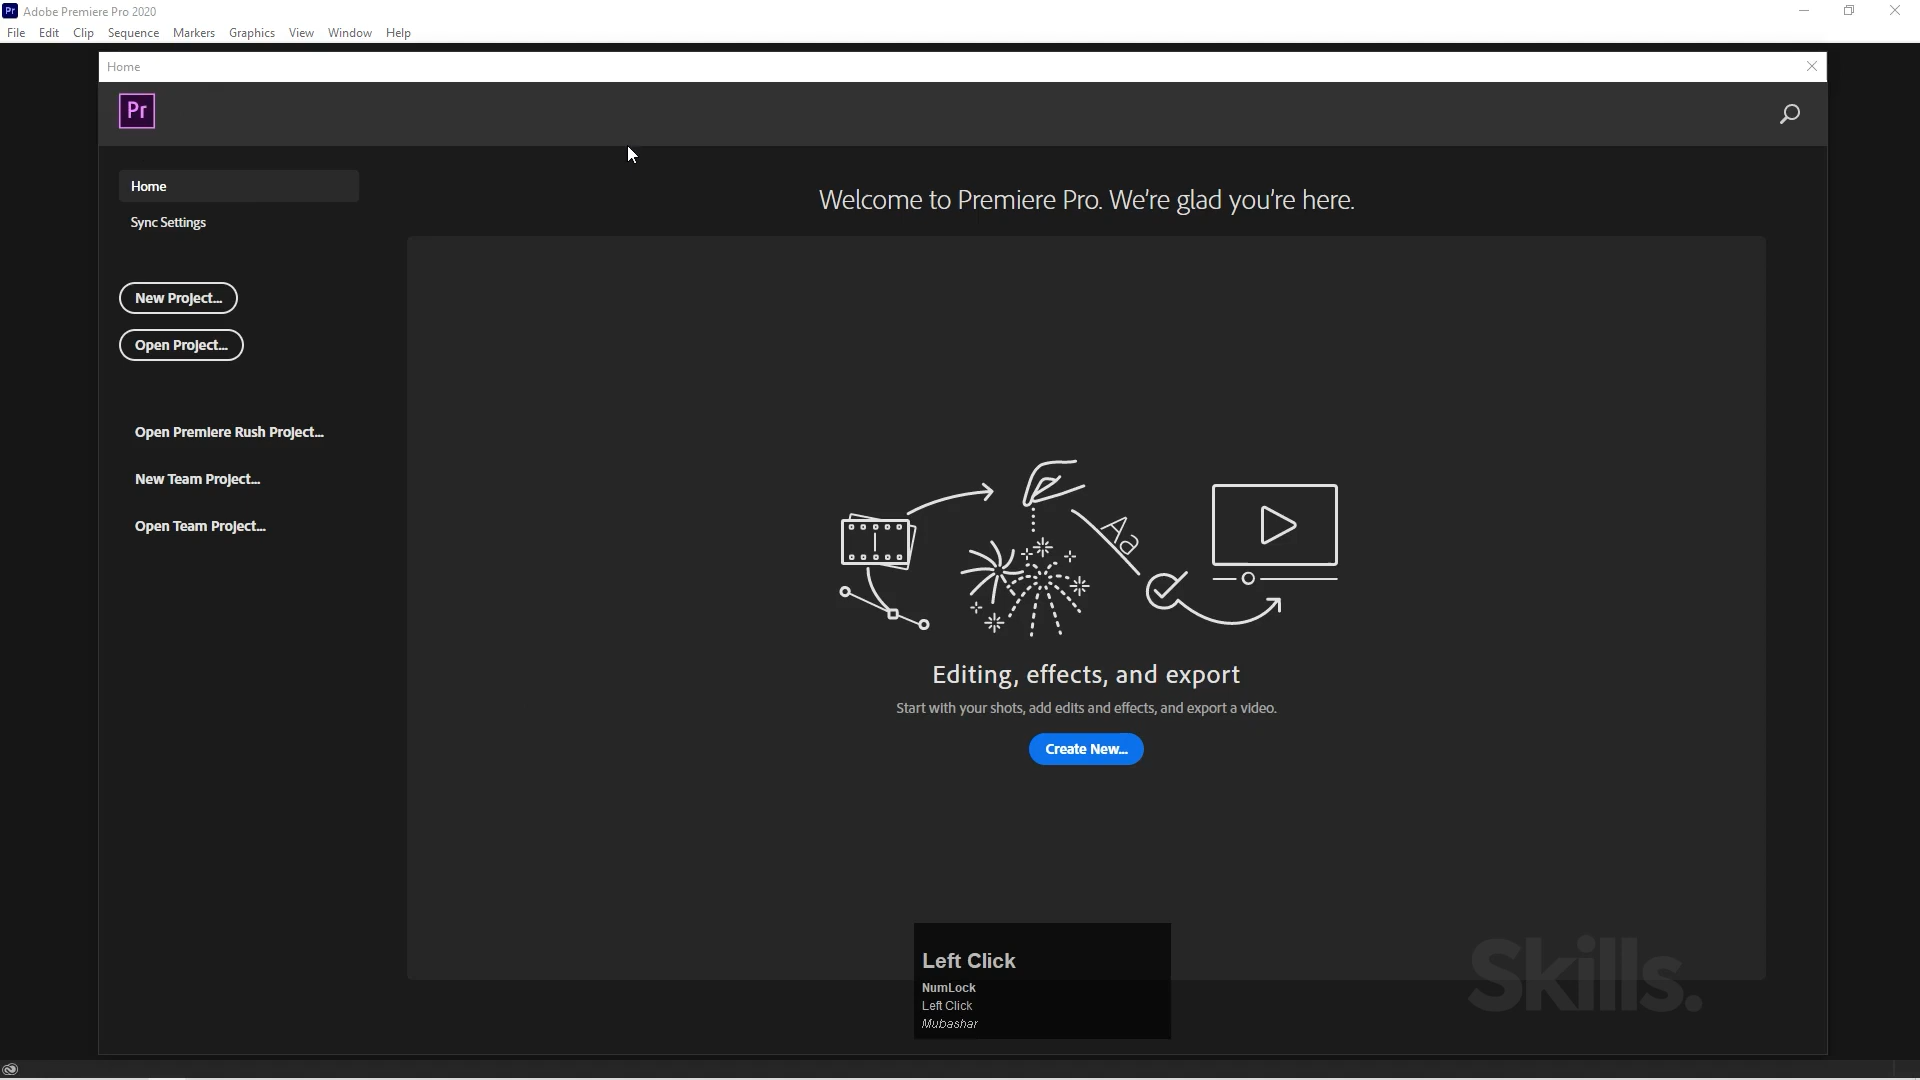 Pr Adobe Premiere Pro 2020
File Edit Clip Sequence Markers Graphics View Window Help
Home
Pr
Home
Sync Settings
Welcome to Premiere Pro. We're glad you're here.
New Project...
Open Project...
Open Premiere Rush Project...
New Team Project...
Open Team Project...
Aa
Editing, effects, and export
Start with your shots, add edits and effects, and export a video.
Create New...
Left Click
NumLock
Left Click
Mubashar
Skills.